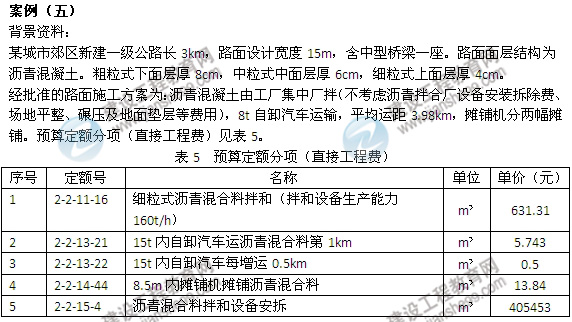 案例（五）
背景资料：
某城市郊区新建一级公路长 3km，路面设计宽度 15m，含中型桥梁一座。路面面层结构为
沥青混凝土。粗粒式下面层厚 8cm，中粒式中面层厚 6cm，细粒式上面层厚 4cm。
经批准的路面施工方案为：沥青混凝土由工厂集中厂拌（不考虑沥青拌合厂设备安装拆除费、
场地平整、碾压及地面垫层等费用），8t 自卸汽车运输，平均运距 3.98km，摊铺机分两幅摊
铺。预算定额分项（直接工程费）见表 5。
表 5 预算定额分项（直接工程费）
序号 定额号 名称 单位 单价（元）
1 2-2-11-16 细粒式沥青混合料拌和（拌和设备生产能力
160t/h） m³ 631.31
2 2-2-13-21 15t 内自卸汽车运沥青混合料第 1km m³ 5.743
3 2-2-13-22 15t 内自卸汽车每增运 0.5km m³ 0.5
4 2-2-14-44 8.5m 内摊铺机摊铺沥青混合料 m³ 13.84
5 2-2-15-4 沥青混合料拌和设备安拆 m³ 405453
建设工程教育网
建设工程教育网